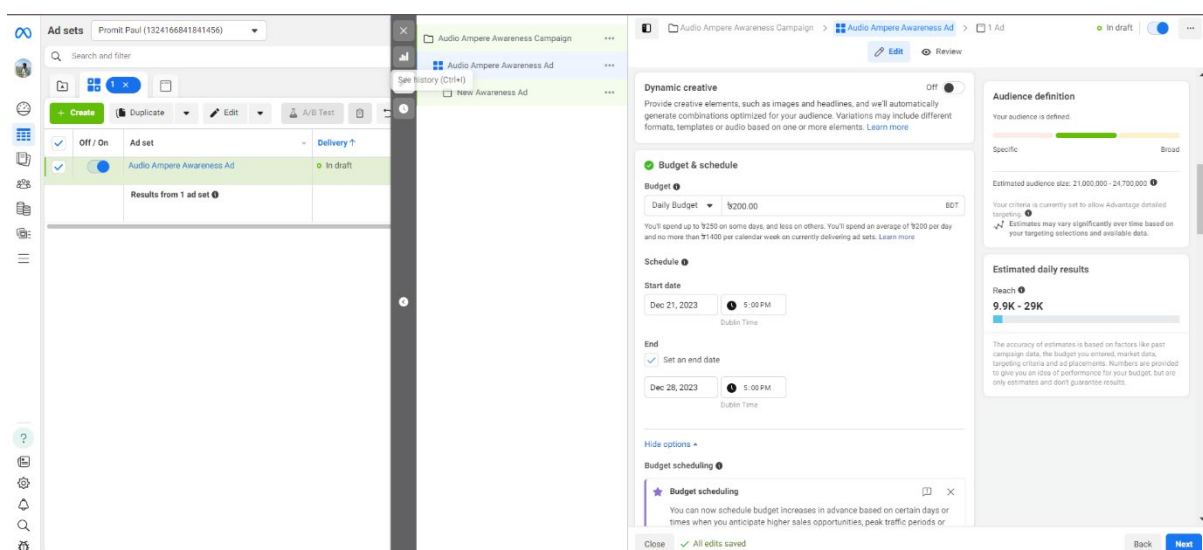 Ad sets
Promit Paul (1324166841841456)
Search and filter
1 ×
+ Create
Duplicate
Edit
A/B Test
Off / On
Ad set
Delivery ↑
Audio Ampere Awareness Ad
In draft
Results from 1 ad set
Audio Ampere Awareness Campaign
Audio Ampere Awareness Ad
See history (Ctrl+I)
New Awareness Ad
Audio Ampere Awareness Campaign > Audio Ampere Awareness Ad > 1 Ad
In draft
Edit
Review
Dynamic creative
Off
Provide creative elements, such as images and headlines, and we'll automatically
generate combinations optimized for your audience. Variations may include different
formats, templates or audio based on one or more elements. Learn more
Budget & schedule
Budget
Daily Budget
৳200.00
BDT
You'll spend up to ৳250 on some days, and less on others. You'll spend an average of ৳200 per day
and no more than ৳1400 per calendar week on currently delivering ad sets. Learn more
Schedule
Start date
Dec 21, 2023
5:00 PM
Dublin Time
End
Set an end date
Dec 28, 2023
5:00 PM
Dublin Time
Hide options
Budget scheduling
Budget scheduling
You can now schedule budget increases in advance based on certain days or
times when you anticipate higher sales opportunities, peak traffic periods or
Close
All edits saved
Back
Next
Audience definition
Your audience is defined.
Specific
Broad
Estimated audience size: 21,000,000 - 24,700,000
Your criteria is currently set to allow Advantage detailed
targeting.
Estimates may vary significantly over time based on
your targeting selections and available data.
Estimated daily results
Reach
9.9K - 29K
The accuracy of estimates is based on factors like past
campaign data, the budget you entered, market data,
targeting criteria and ad placements. Numbers are provided
to give you an idea of performance for your budget, but are
only estimates and don't guarantee results.